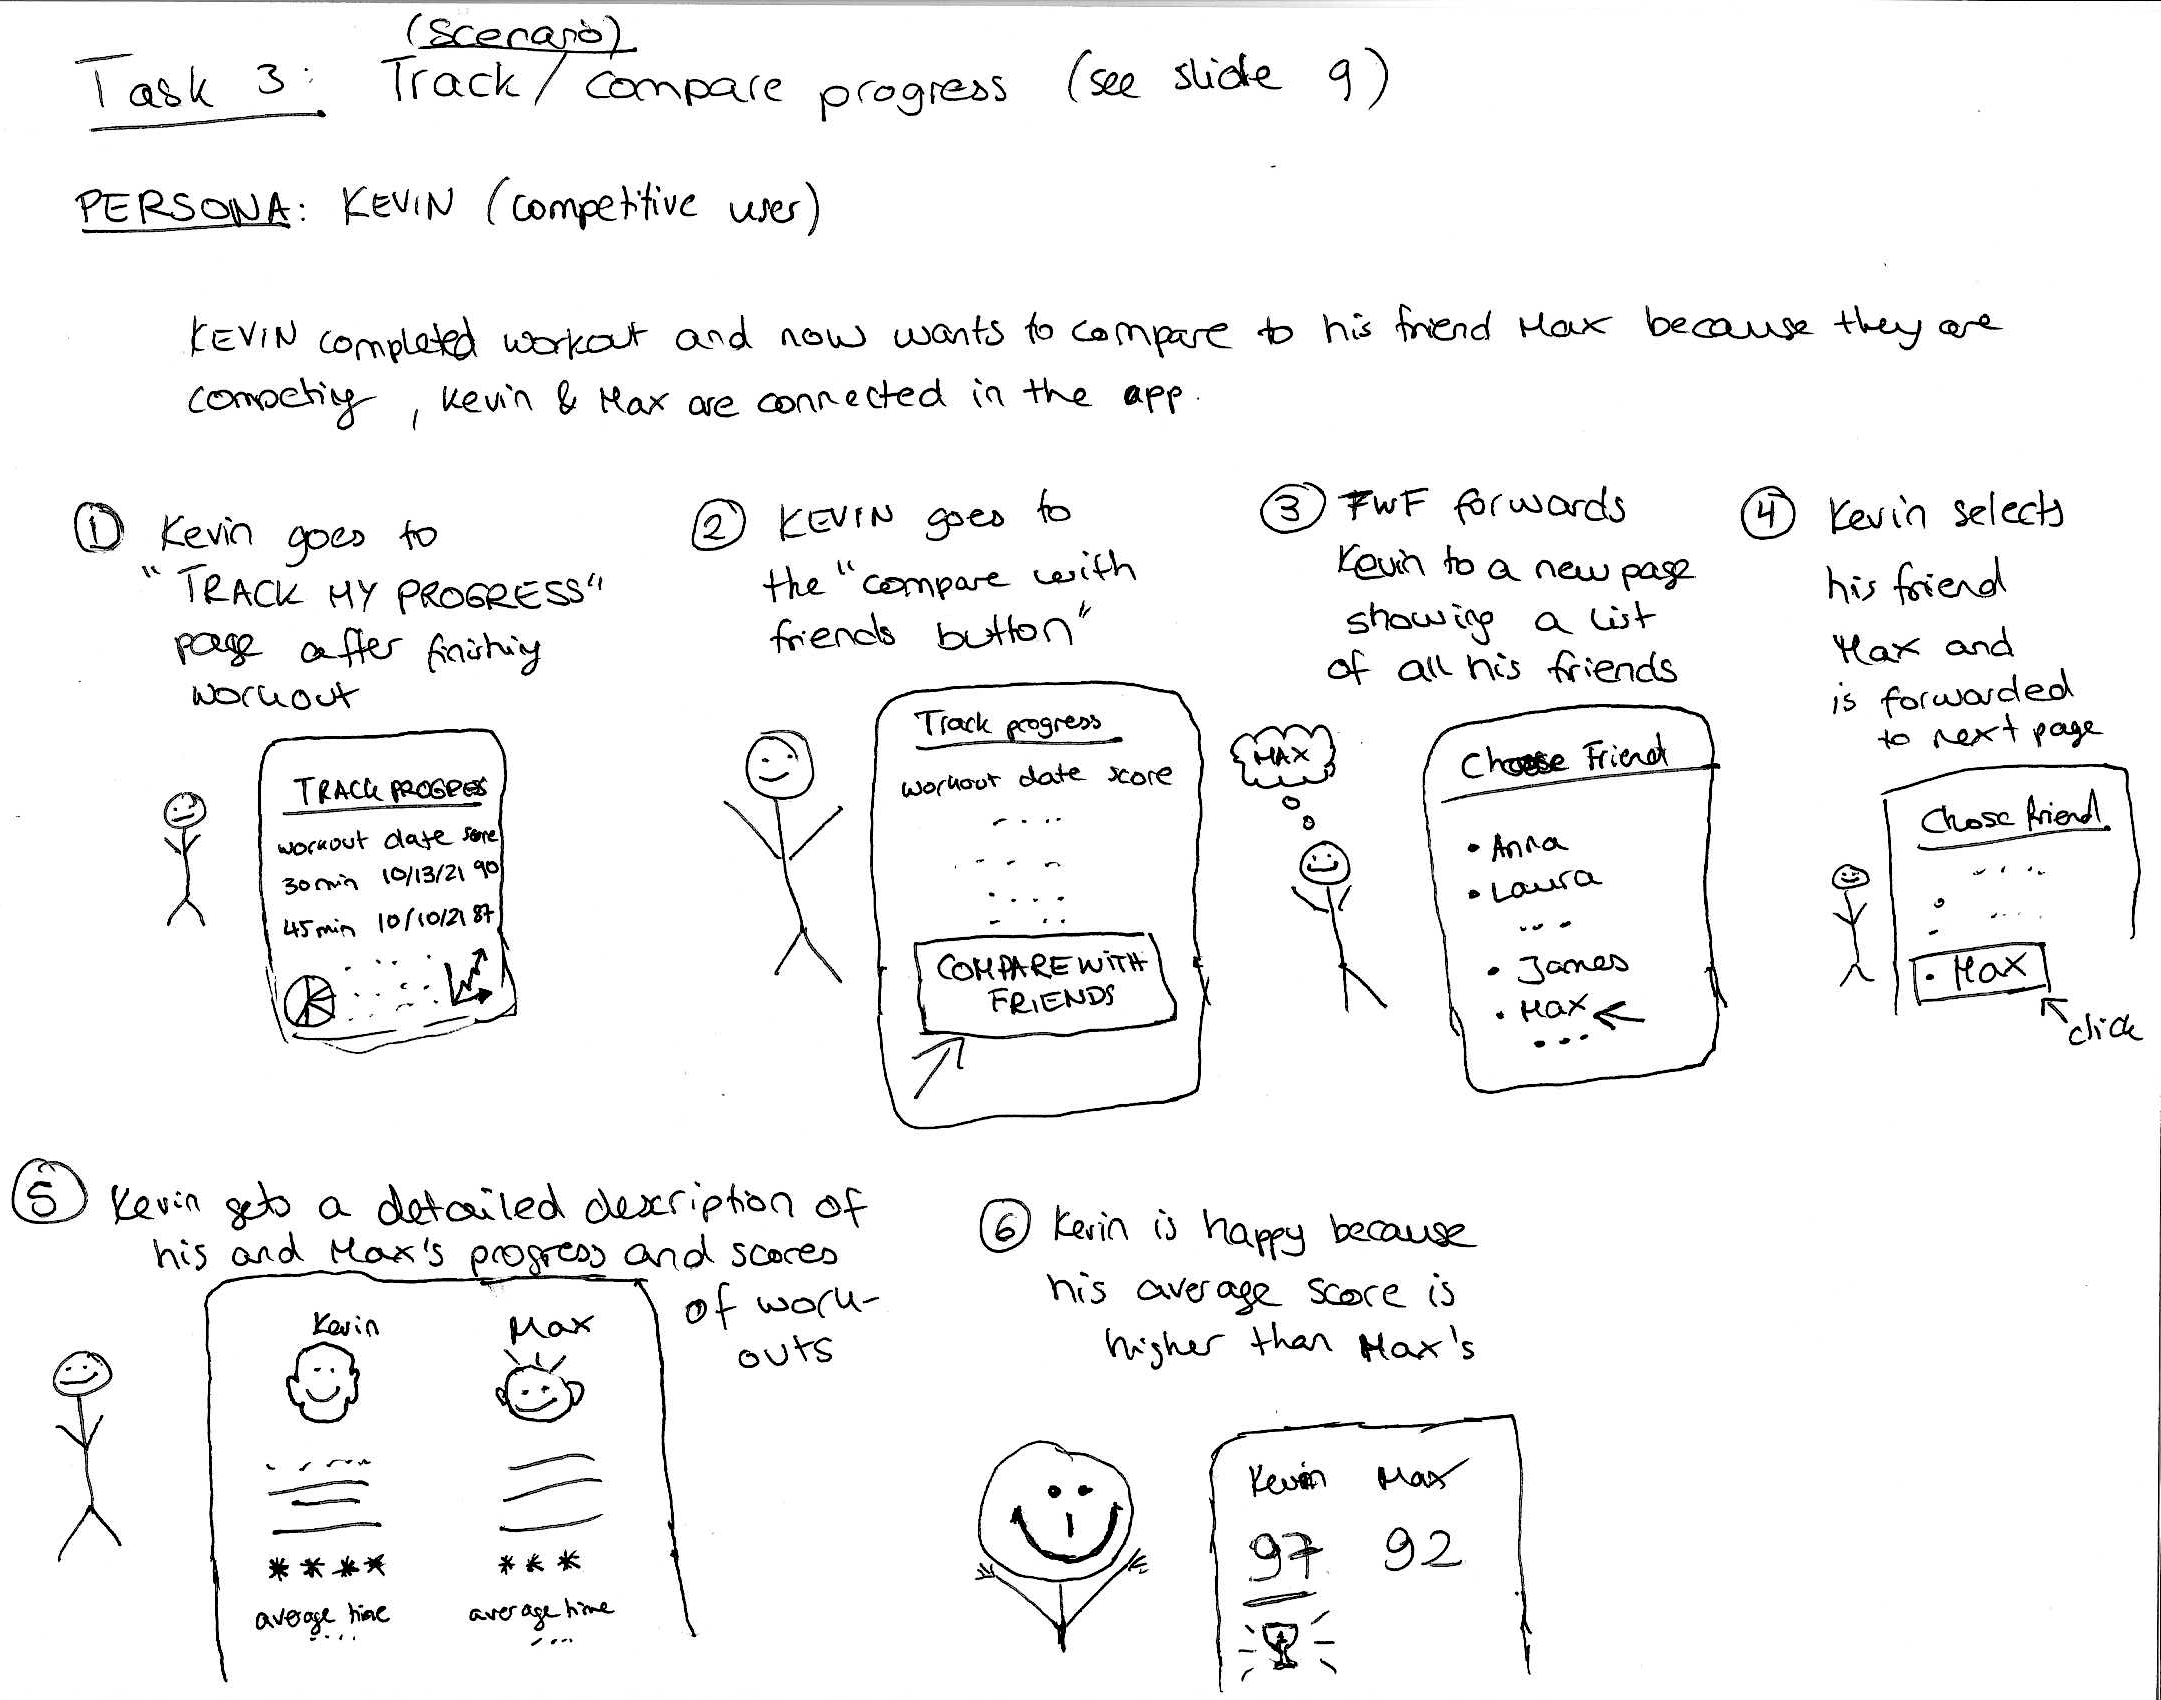 (Scenario)
Task 3: Track / compare progress (see slide 9)
PERSONA: KEVIN (competitive user)
KEVIN completed workout and now wants to compare to his friend Max because they are
competing, Kevin & Max are connected in the app.
① Kevin goes to
"TRACK MY PROGRESS"
page after finishing
workout
TRACK PROGRES
workout date score
30 min 10/13/21 90
45 min 10/10/21 87
② KEVIN goes to
the "compare with
friends button"
Track progress
workout date score
COMPARE WITH
FRIENDS
③ FWF forwards
Kevin to a new page
showing a list
of all his friends
MAX
Choose Friend
• Anna
• Laura
...
• James
• Max
...
④ Kevin selects
his friend
Max and
is forwarded
to next page
Chose friend
• Max
click
⑤ Kevin gets a detailed description of
his and Max's progress and scores
of work-
outs
Kevin Max
**** ***
average time average time
⑥ Kevin is happy because
his average score is
higher than Max's
Kevin Max
97 92